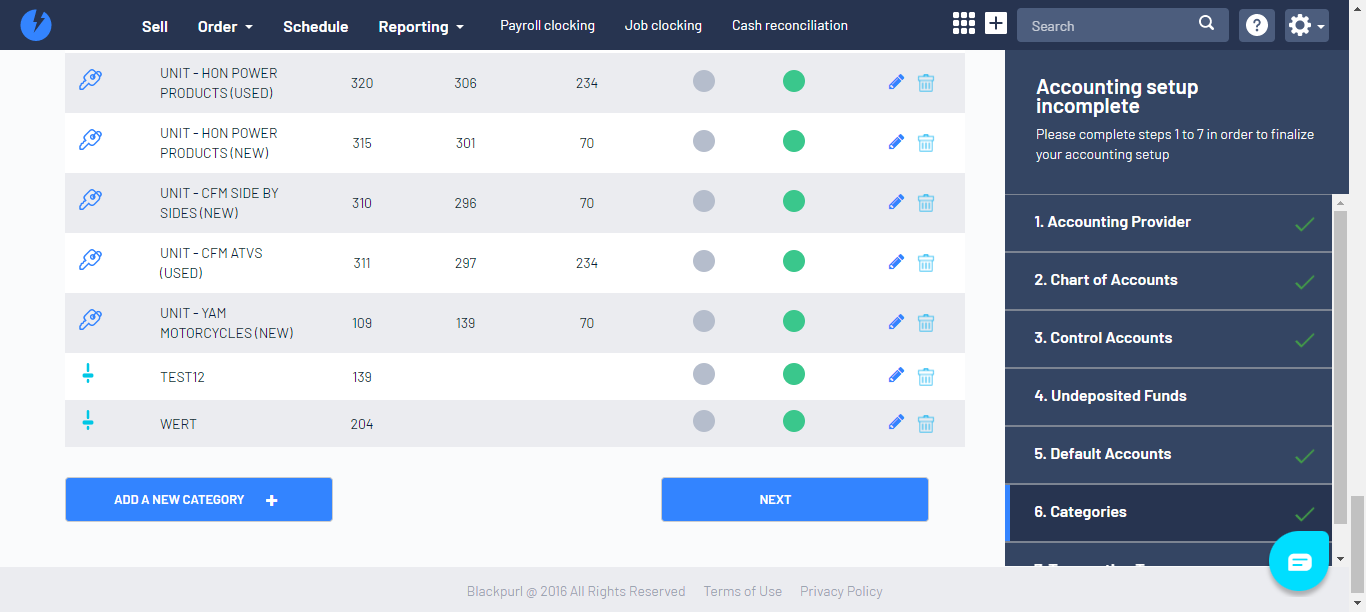 Sell Order Schedule Reporting Payroll clocking Job clocking Cash reconciliation Search
UNIT - HON POWER
PRODUCTS (USED) 320 306 234
UNIT - HON POWER
PRODUCTS (NEW) 315 301 70
UNIT - CFM SIDE BY
SIDES (NEW) 310 296 70
UNIT - CFM ATVS
(USED) 311 297 234
UNIT - YAM
MOTORCYCLES (NEW) 109 139 70
TEST12 139
WERT 204
ADD A NEW CATEGORY +
NEXT
Accounting setup
incomplete
Please complete steps 1 to 7 in order to finalize
your accounting setup
1. Accounting Provider
2. Chart of Accounts
3. Control Accounts
4. Undeposited Funds
5. Default Accounts
6. Categories
Blackpurl @ 2016 All Rights Reserved Terms of Use Privacy Policy